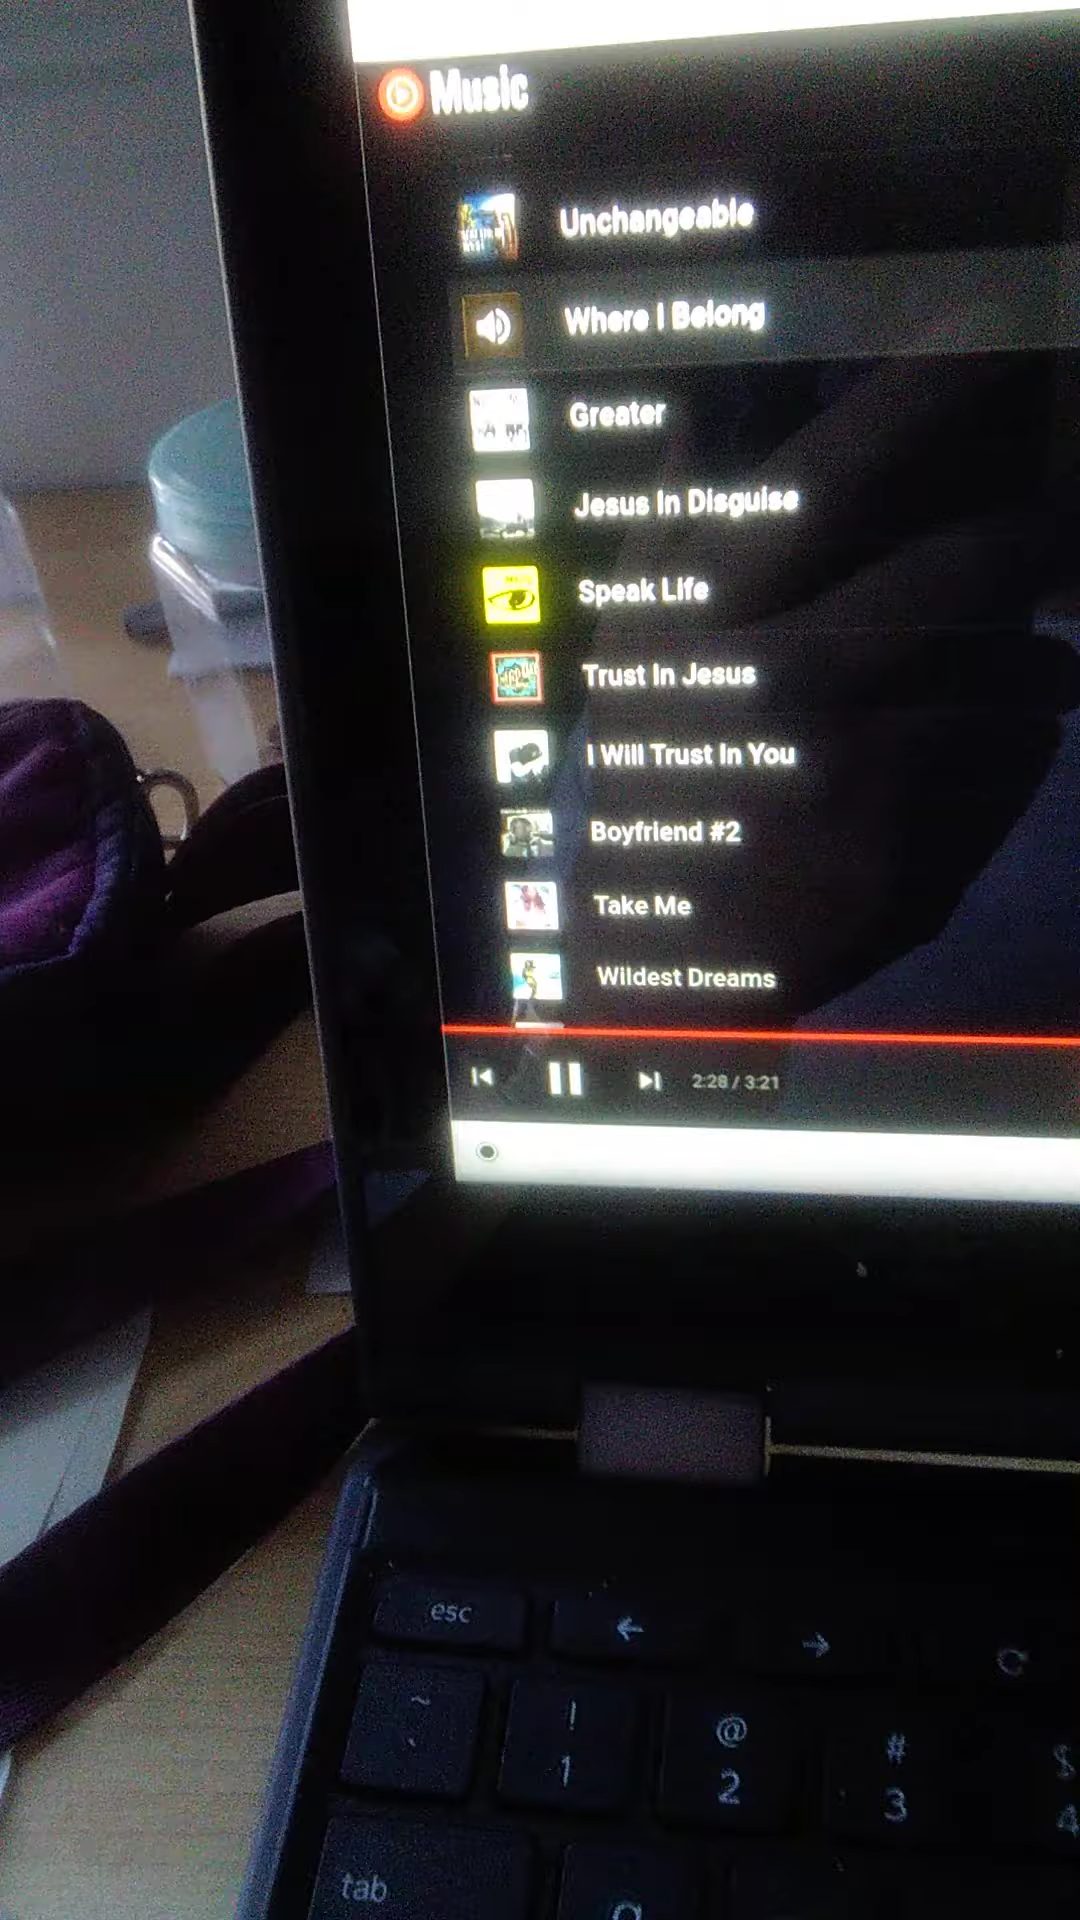 Music
Unchangeable
Where I Belong
Greater
Jesus In Disguise
Speak Life
Trust In Jesus
I Will Trust In You
Boyfriend #2
Take Me
Wildest Dreams
2:28 / 3:21
esc
~
!
@
#
$
`
1
2
3
4
tab
Q